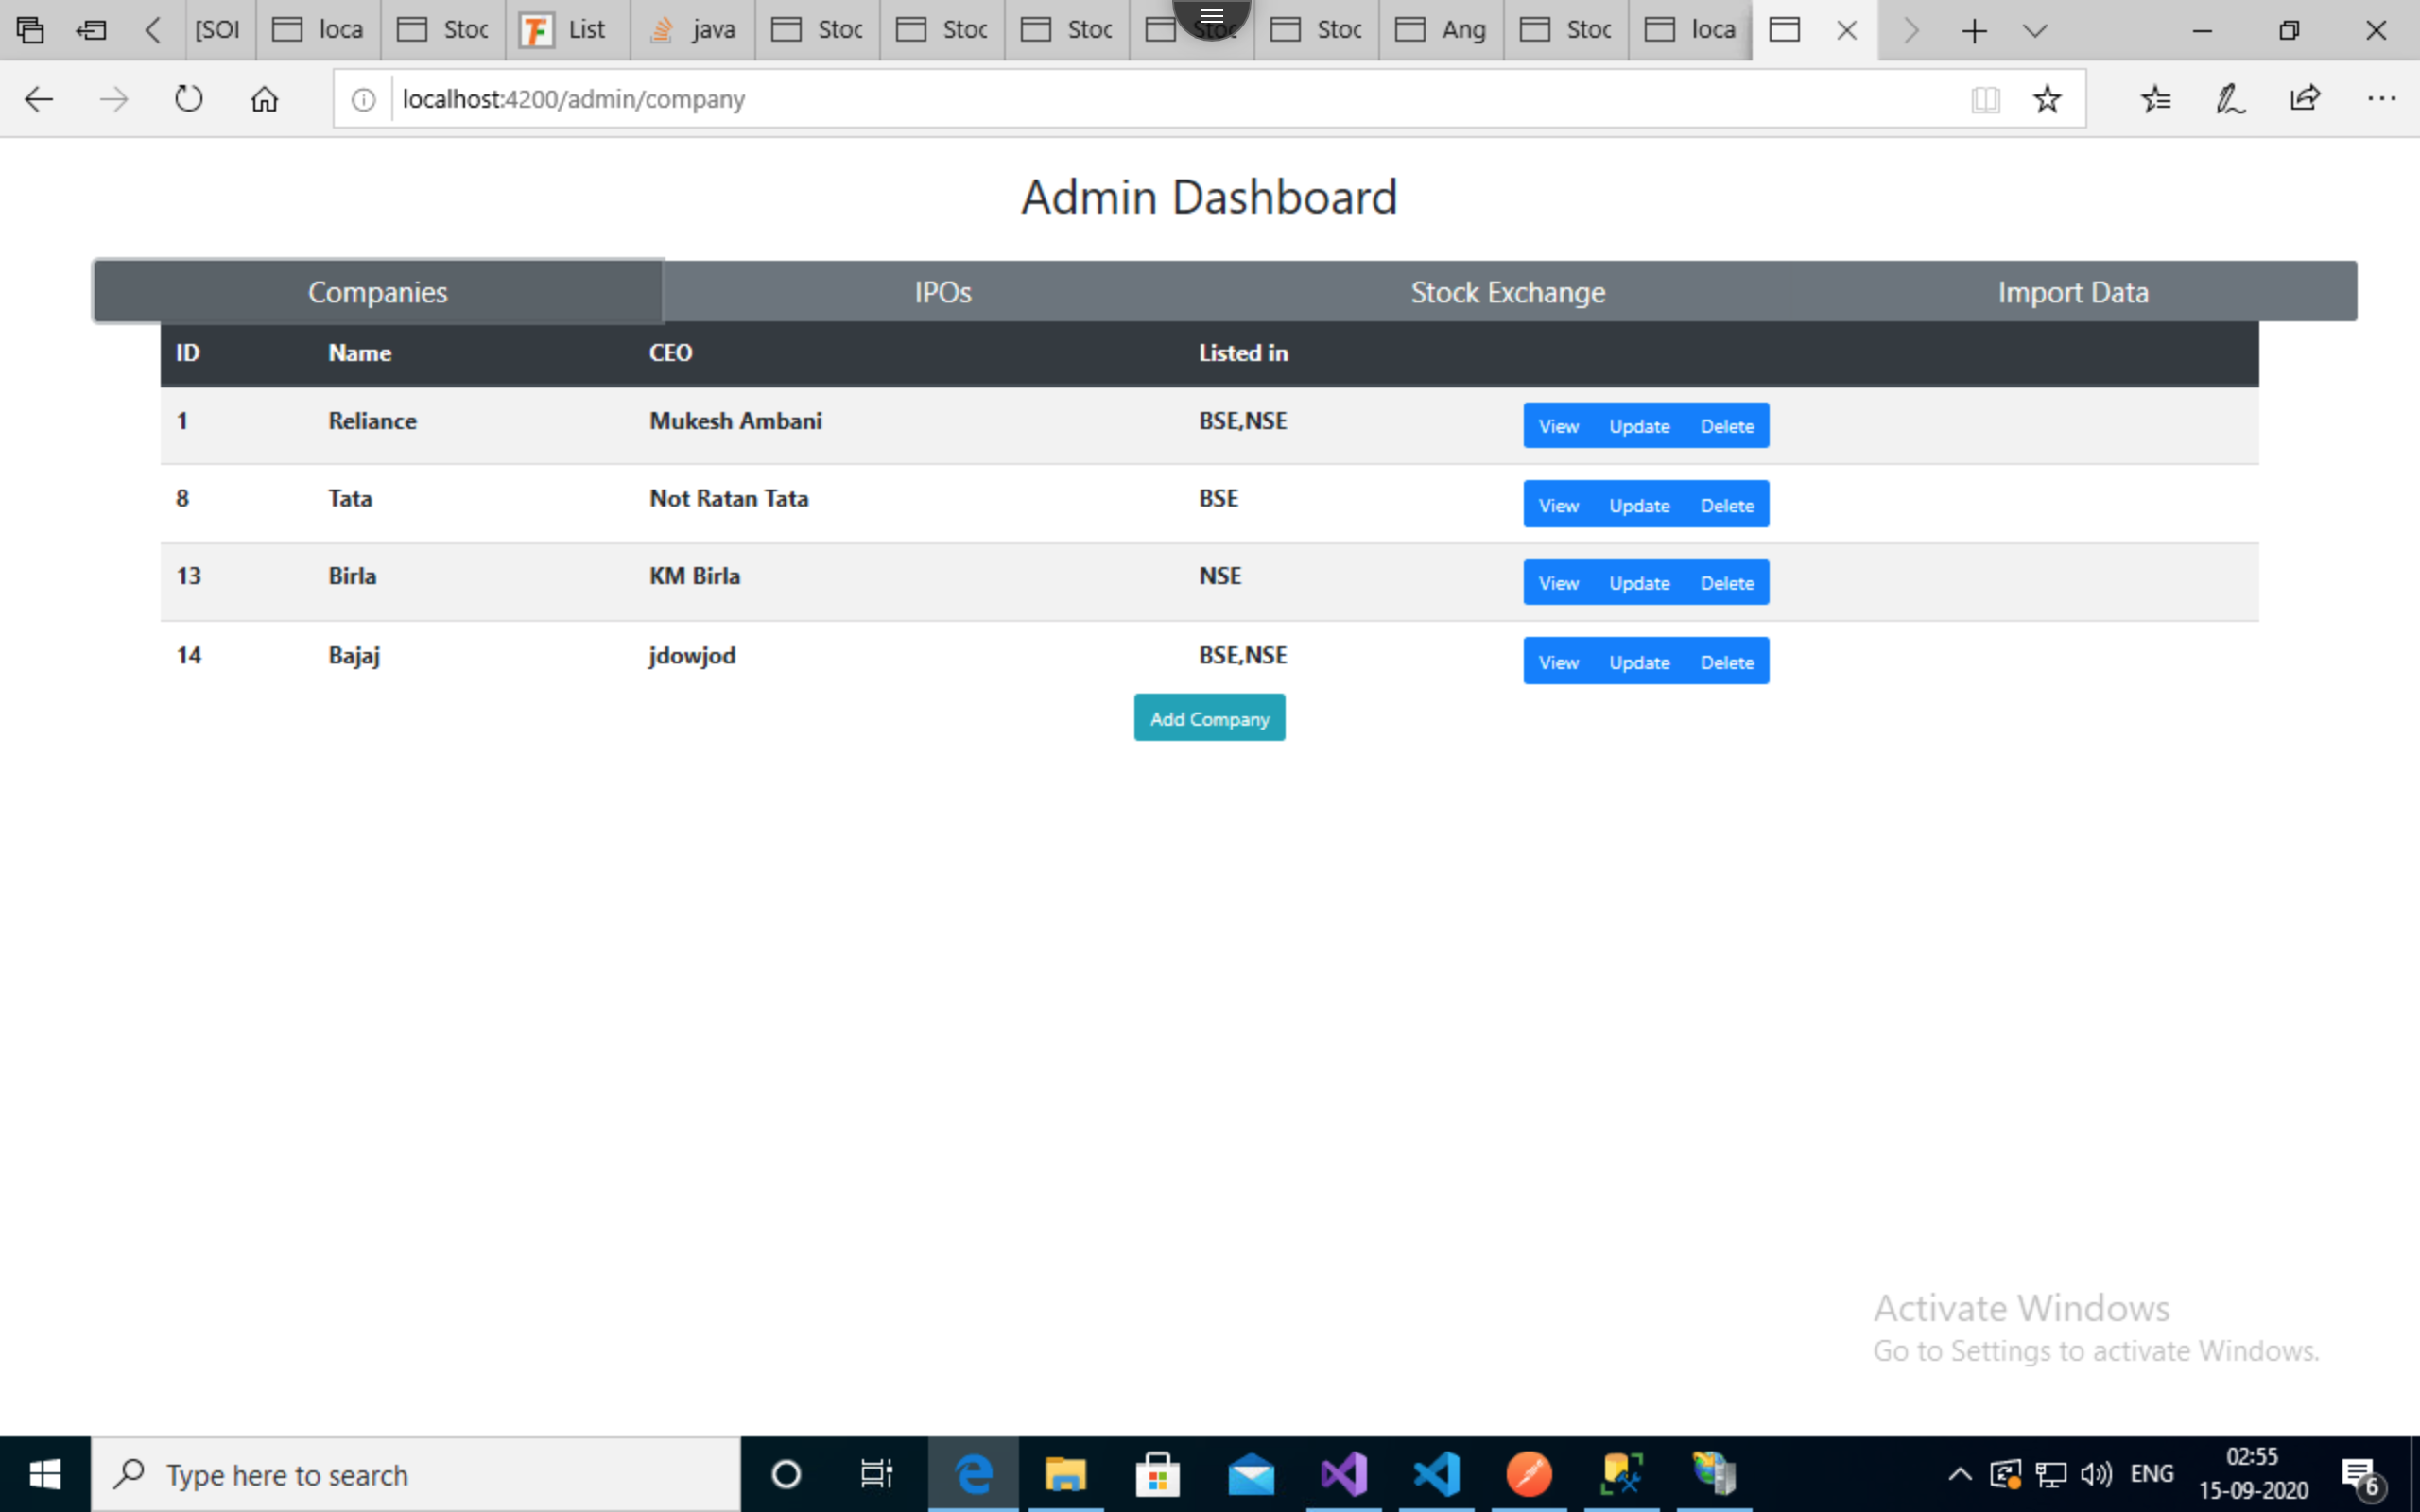 [SOI loca Stoc List java Stoc Stoc Stoc Stoc Stoc Ang Stoc loca
localhost:4200/admin/company
Admin Dashboard
Companies IPOs Stock Exchange Import Data
ID Name CEO Listed in
1 Reliance Mukesh Ambani BSE,NSE View Update Delete
8 Tata Not Ratan Tata BSE View Update Delete
13 Birla KM Birla NSE View Update Delete
14 Bajaj jdowjod BSE,NSE View Update Delete
Add Company
Activate Windows
Go to Settings to activate Windows.
Type here to search ENG 02:55
15-09-2020 6